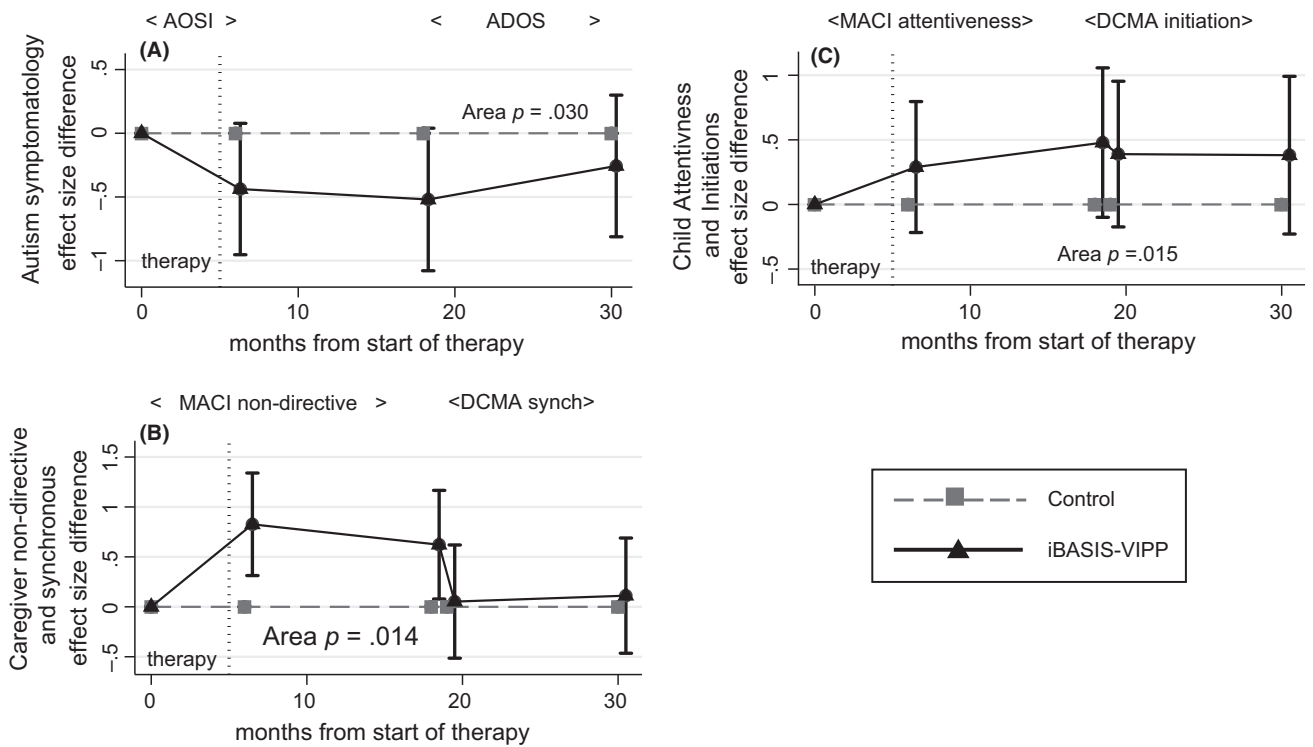 < AOSI >
< ADOS >
(A)
Autism symptomatology
effect size difference
.5
0
-.5
-1
Area p = .030
therapy
0 10 20 30
months from start of therapy
<MACI attentiveness>
<DCMA initiation>
(C)
Child Attentivness
and Initiations
effect size difference
1
.5
0
-.5
Area p =.015
therapy
0 10 20 30
months from start of therapy
< MACI non-directive >
<DCMA synch>
(B)
Caregiver non-directive
and synchronous
effect size difference
1.5
1
.5
0
-.5
Area p = .014
therapy
0 10 20 30
months from start of therapy
Control
iBASIS-VIPP